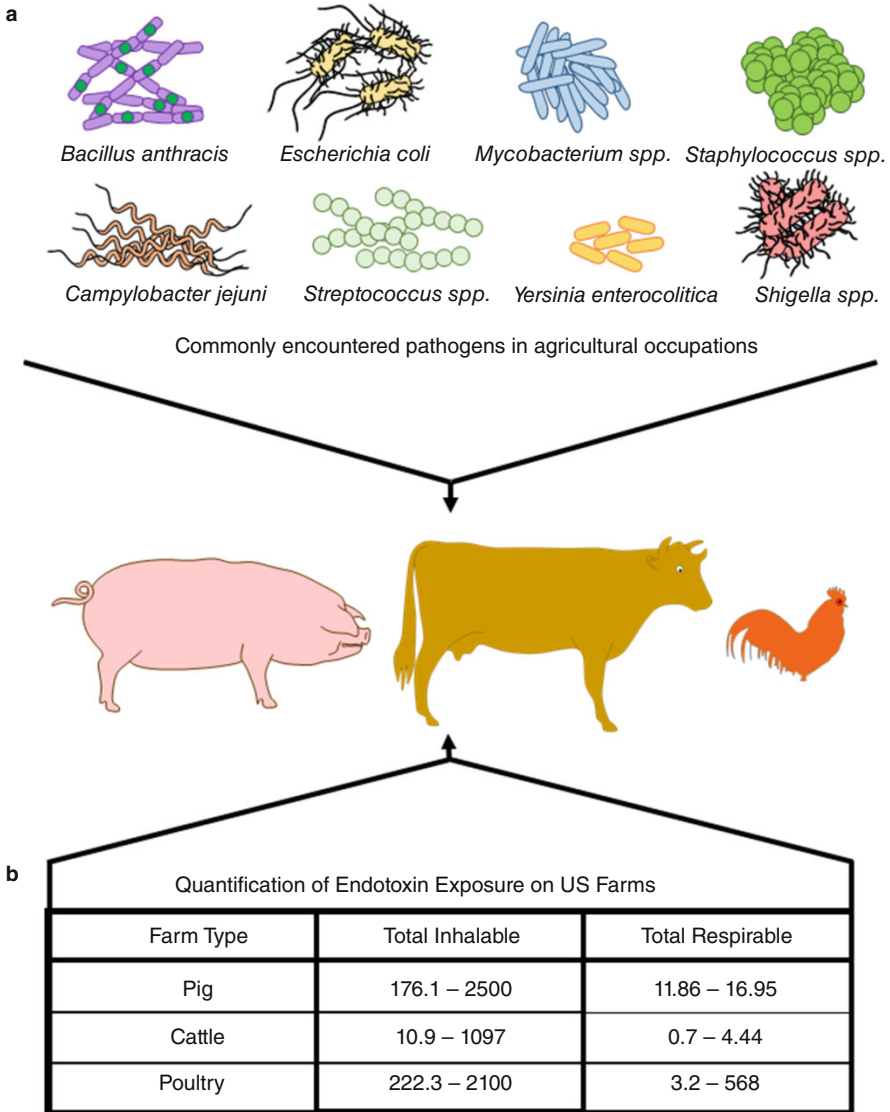 a
Bacillus anthracis Escherichia coli Mycobacterium spp. Staphylococcus spp.
Campylobacter jejuni Streptococcus spp. Yersinia enterocolitica Shigella spp.
Commonly encountered pathogens in agricultural occupations
b
Quantification of Endotoxin Exposure on US Farms
Farm Type Total Inhalable Total Respirable
Pig 176.1 – 2500 11.86 – 16.95
Cattle 10.9 – 1097 0.7 – 4.44
Poultry 222.3 – 2100 3.2 – 568